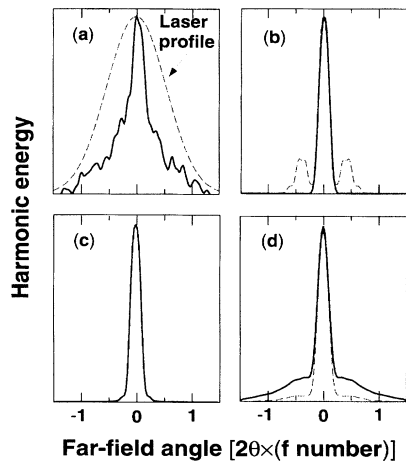 (a)
Laser
profile
(b)
(c)
(d)
Harmonic energy
-1 0 1
-1 0 1
Far-field angle [2θ×(f number)]